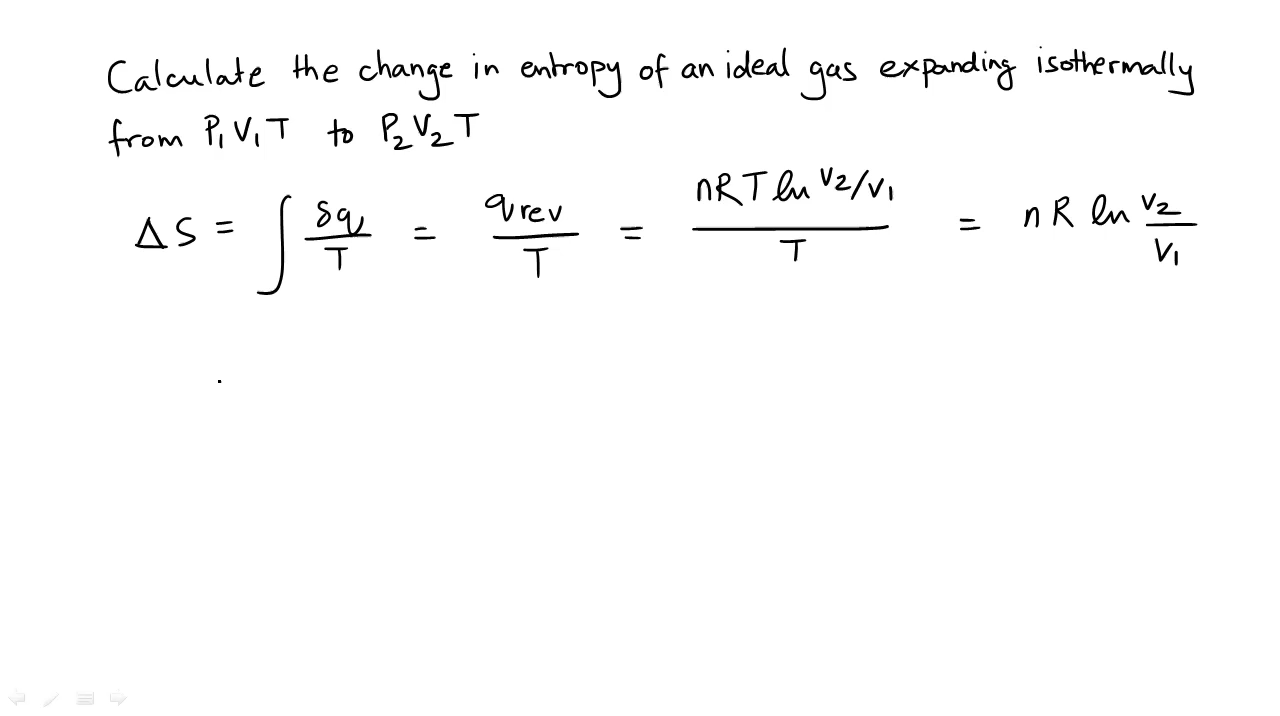 Calculate the change in entropy of an ideal gas expanding isothermally
from P₁V₁T to P₂V₂T
ΔS = ∫ δq/T = qrev/T = nRT ln V₂/V₁ / T = nR ln V₂/V₁